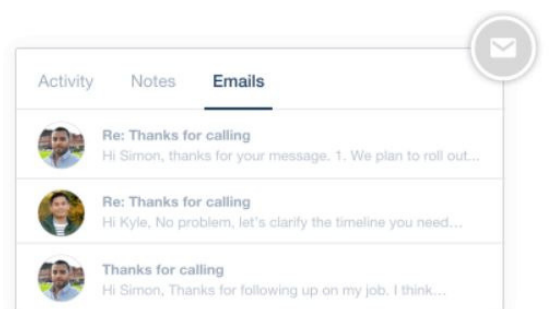 Activity Notes Emails
Re: Thanks for calling
Hi Simon, thanks for your message. 1. We plan to roll out...
Re: Thanks for calling
Hi Kyle, No problem, let's clarify the timeline you need...
Thanks for calling
Hi Simon, Thanks for following up on my job. I think...